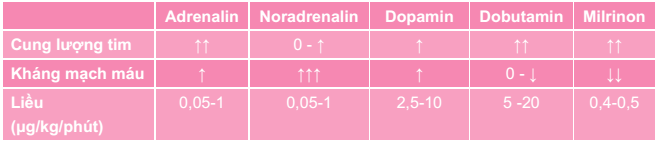 Adrenalin Noradrenalin Dopamin Dobutamin Milrinon
Cung lượng tim ↑↑ 0 - ↑ ↑ ↑↑ ↑↑
Kháng mạch máu ↑ ↑↑↑ ↑ 0 - ↓ ↓↓
Liều 0,05-1 0,05-1 2,5-10 5 -20 0,4-0,5
(µg/kg/phút)